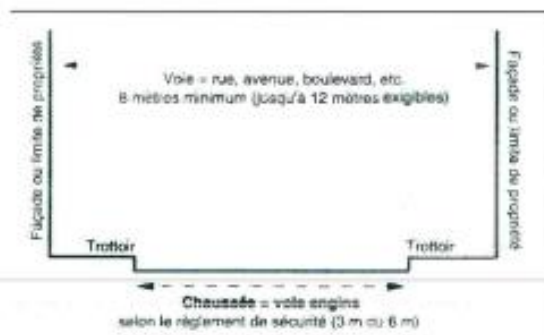 Façade ou limite de propriétés
Voie = rue, avenue, boulevard, etc.
8 mètres minimum (jusqu'à 12 mètres exigibles)
Façade ou limite de propriété
Trottoir
Trottoir
Chaussée = voie engins
selon le règlement de sécurité (3 m ou 6 m)